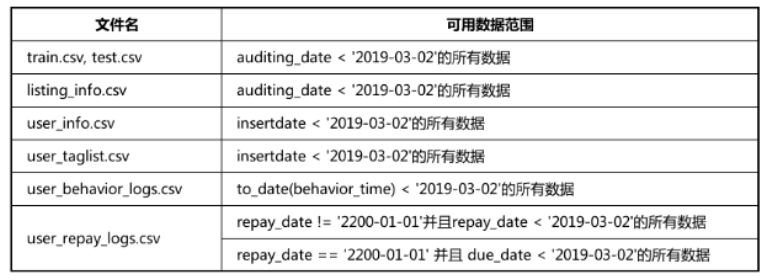 文件名 可用数据范围
train.csv, test.csv auditing_date < '2019-03-02'的所有数据
listing_info.csv auditing_date < '2019-03-02'的所有数据
user_info.csv insertdate < '2019-03-02'的所有数据
user_taglist.csv insertdate < '2019-03-02'的所有数据
user_behavior_logs.csv to_date(behavior_time) < '2019-03-02'的所有数据
user_repay_logs.csv repay_date != '2200-01-01'并且repay_date < '2019-03-02'的所有数据
repay_date == '2200-01-01' 并且 due_date < '2019-03-02'的所有数据